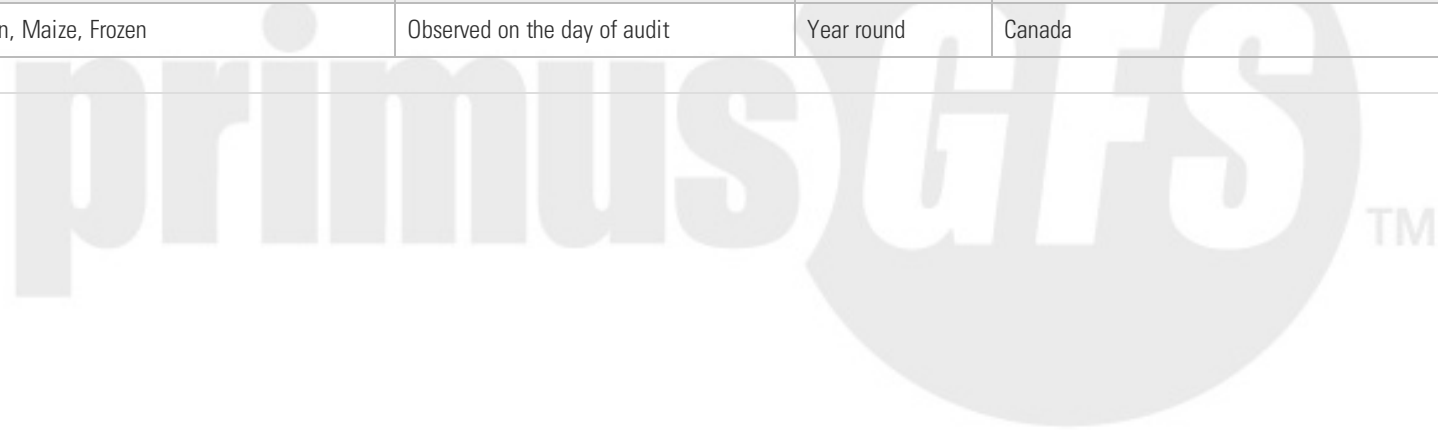 n, Maize, Frozen Observed on the day of audit Year round Canada
primusGFS TM